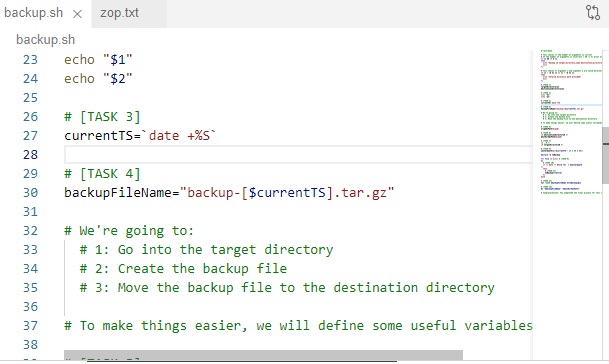 backup.sh × zop.txt
backup.sh
23 echo "$1"
24 echo "$2"
25
26 # [TASK 3]
27 currentTS=`date +%S`
28
29 # [TASK 4]
30 backupFileName="backup-[$currentTS].tar.gz"
31
32 # We're going to:
33 # 1: Go into the target directory
34 # 2: Create the backup file
35 # 3: Move the backup file to the destination directory
36
37 # To make things easier, we will define some useful variables
38